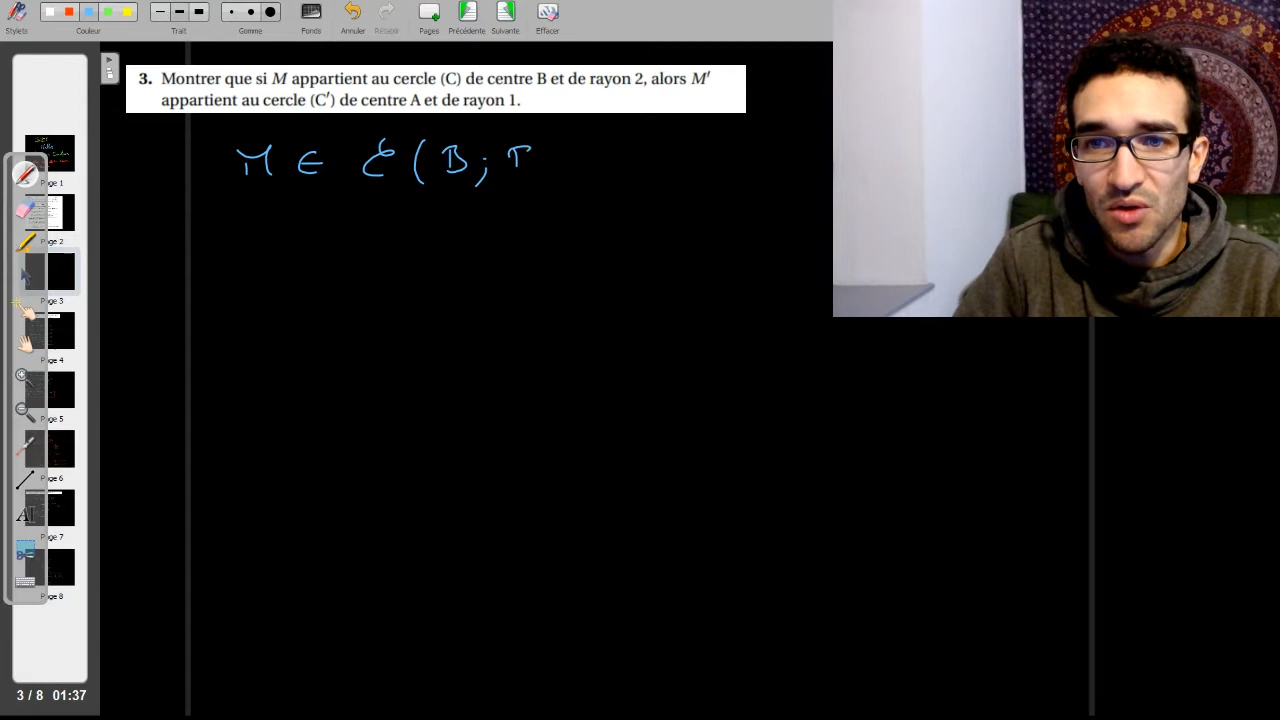 Stylets Couleur Trait Gomme Fonds Annuler Rétablir Pages Précédente Suivante Effacer
3. Montrer que si M appartient au cercle (C) de centre B et de rayon 2, alors M′
appartient au cercle (C′) de centre A et de rayon 1.
M ∈ C ( B ; r
Page 1
Page 2
Page 3
Page 4
Page 5
Page 6
Page 7
Page 8
3 / 8 01:37